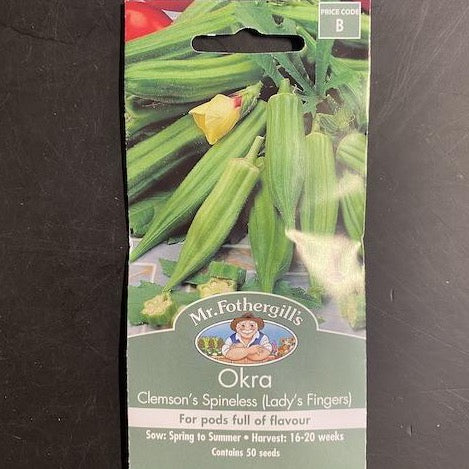 PRICE CODE
B
Mr. Fothergill's
Okra
Clemson's Spineless (Lady's Fingers)
For pods full of flavour
Sow: Spring to Summer • Harvest: 16-20 weeks
Contains 50 seeds